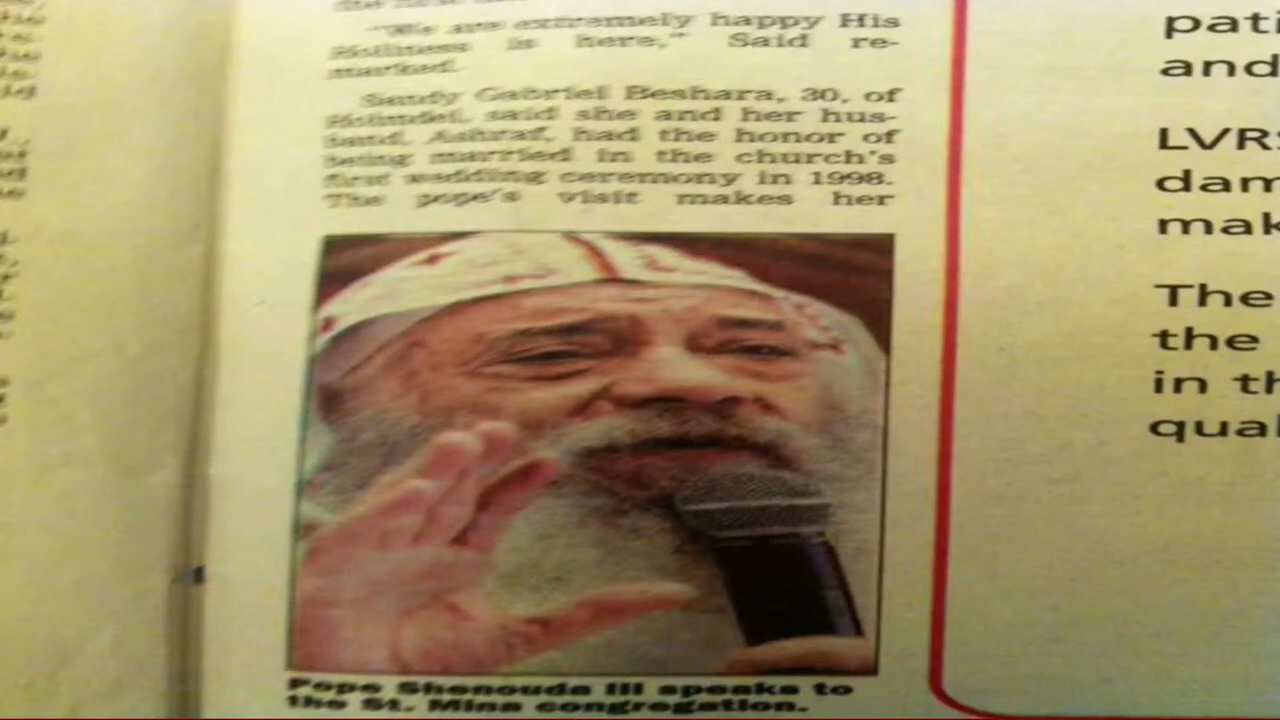 "We are extremely happy His
Holiness is here," Said re-
marked.
Sandy Gabriel Beshara, 30, of
Holmdel, said she and her hus-
band, Ashraf, had the honor of
being married in the church's
first wedding ceremony in 1998.
The pope's visit makes her
Pope Shenouda III speaks to
the St. Mina congregation.
pati
and
LVRS
dam
mak
The
the
in th
qual